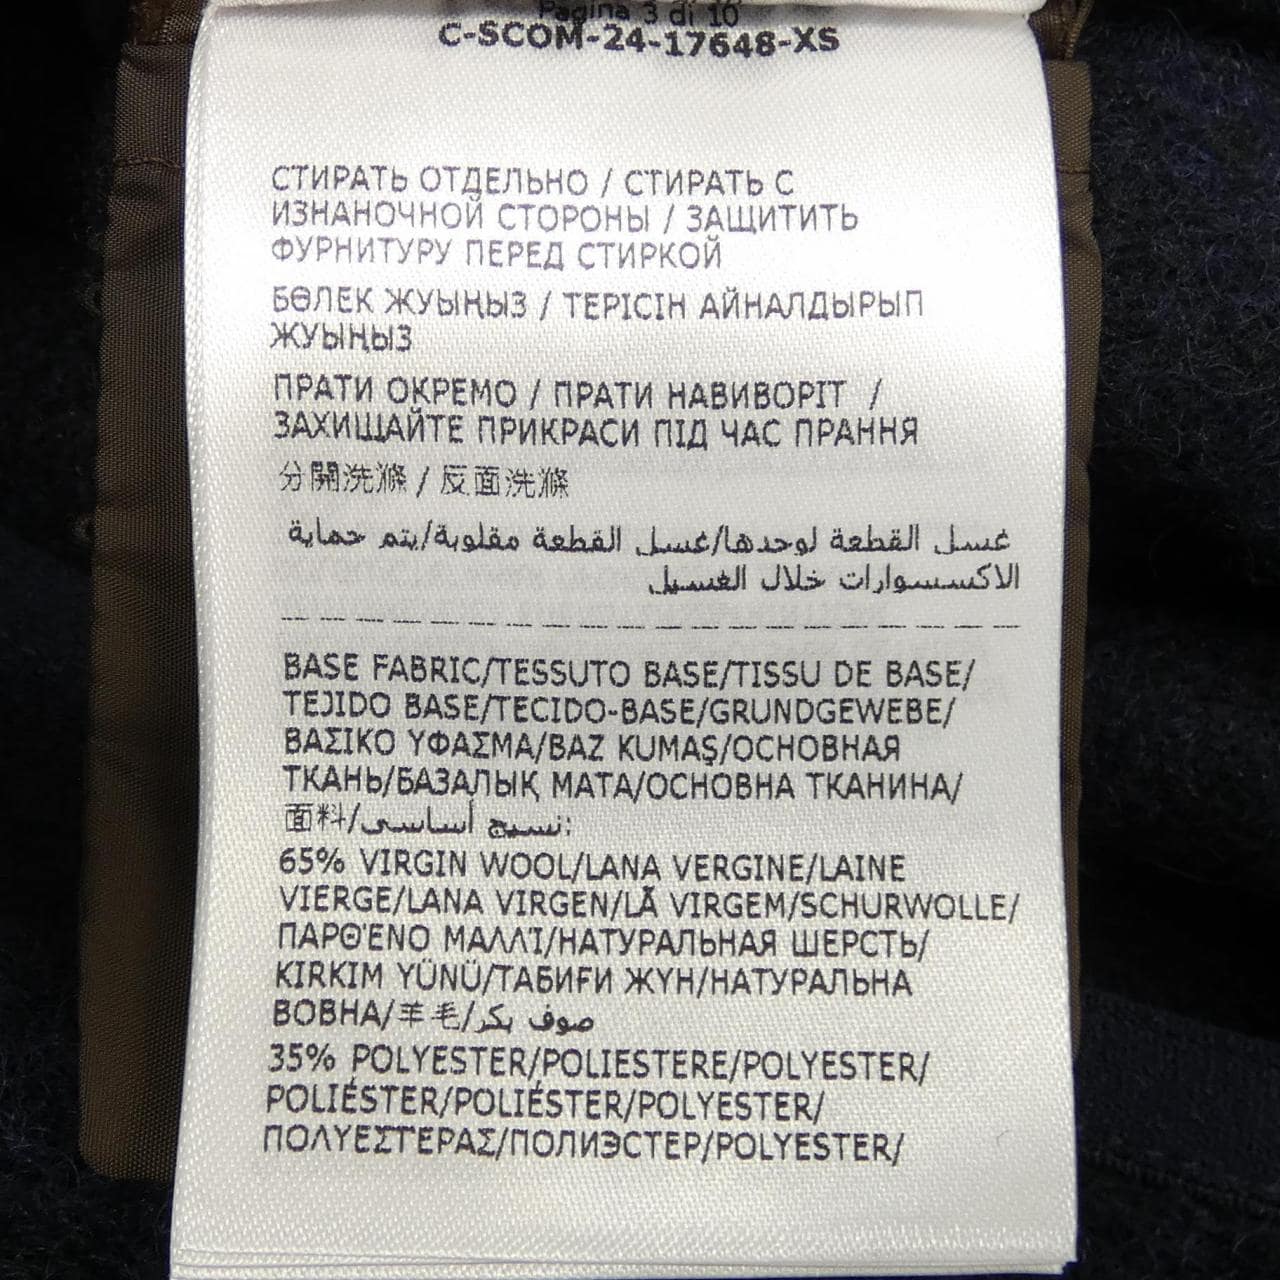 Pagina 3 di 10
C-SCOM-24-17648-XS
СТИРАТЬ ОТДЕЛЬНО / СТИРАТЬ С
ИЗНАНОЧНОЙ СТОРОНЫ / ЗАЩИТИТЬ
ФУРНИТУРУ ПЕРЕД СТИРКОЙ
БӨЛЕК ЖУЫҢЫЗ / ТЕРІСІН АЙНАЛДЫРЫП
ЖУЫҢЫЗ
ПРАТИ ОКРЕМО / ПРАТИ НАВИВОРІТ /
ЗАХИЩАЙТЕ ПРИКРАСИ ПІД ЧАС ПРАННЯ
分開洗滌 / 反面洗滌
غسل القطعة لوحدها/غسل القطعة مقلوبة/يتم حماية
الاكسسوارات خلال الغسيل
BASE FABRIC/TESSUTO BASE/TISSU DE BASE/
TEJIDO BASE/TECIDO-BASE/GRUNDGEWEBE/
ΒΑΣΙΚΟ ΥΦΑΣΜΑ/BAZ KUMAŞ/ОСНОВНАЯ
ТКАНЬ/БАЗАЛЫҚ МАТА/ОСНОВНА ТКАНИНА/
面料/نسيج أساسى:
65% VIRGIN WOOL/LANA VERGINE/LAINE
VIERGE/LANA VIRGEN/LÃ VIRGEM/SCHURWOLLE/
ΠΑΡΘΈΝΟ ΜΑΛΛΊ/НАТУРАЛЬНАЯ ШЕРСТЬ/
KIRKIM YÜNÜ/ТАБИҒИ ЖҮН/НАТУРАЛЬНА
ВОВНА/羊毛/صوف بكر
35% POLYESTER/POLIESTERE/POLYESTER/
POLIÉSTER/POLIÉSTER/POLYESTER/
ΠΟΛΥΕΣΤΕΡΑΣ/ПОЛИЭСТЕР/POLYESTER/